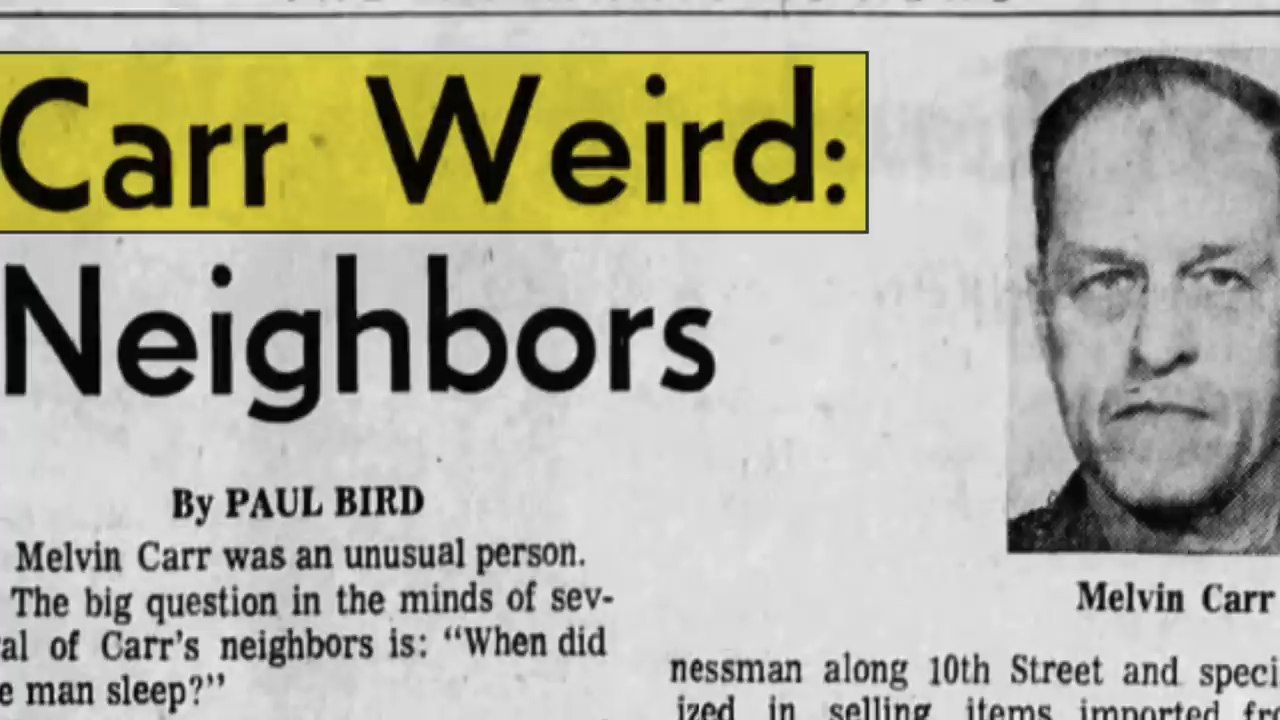 Carr Weird:
Neighbors
By PAUL BIRD
Melvin Carr was an unusual person.
The big question in the minds of sev-
al of Carr's neighbors is: "When did
e man sleep?"
Melvin Carr
nessman along 10th Street and speci
ized in selling items imported fro